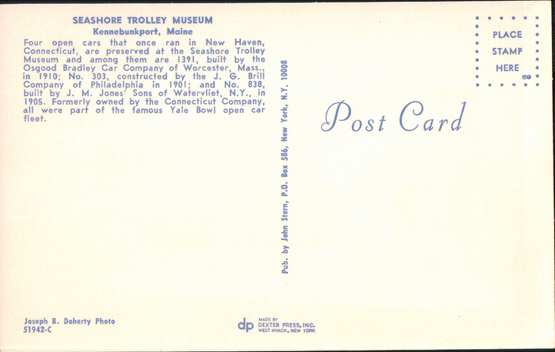 SEASHORE TROLLEY MUSEUM
Kennebunkport, Maine
Four open cars that once ran in New Haven,
Connecticut, are preserved at the Seashore Trolley
Museum and among them are 1391, built by the
Osgood Bradley Car Company of Worcester, Mass.,
in 1910; No. 303, constructed by the J. G. Brill
Company of Philadelphia in 1901; and No. 838,
built by J. M. Jones' Sons of Watervliet, N.Y., in
1905. Formerly owned by the Connecticut Company,
all were part of the famous Yale Bowl open car
fleet.
Joseph B. Doherty Photo
51942-C
Pub. by John Stern, P.O. Box 586, New York, N.Y. 10008
dp
MADE BY
DEXTER PRESS, INC.
WEST NYACK, NEW YORK
PLACE
STAMP
HERE
Post Card